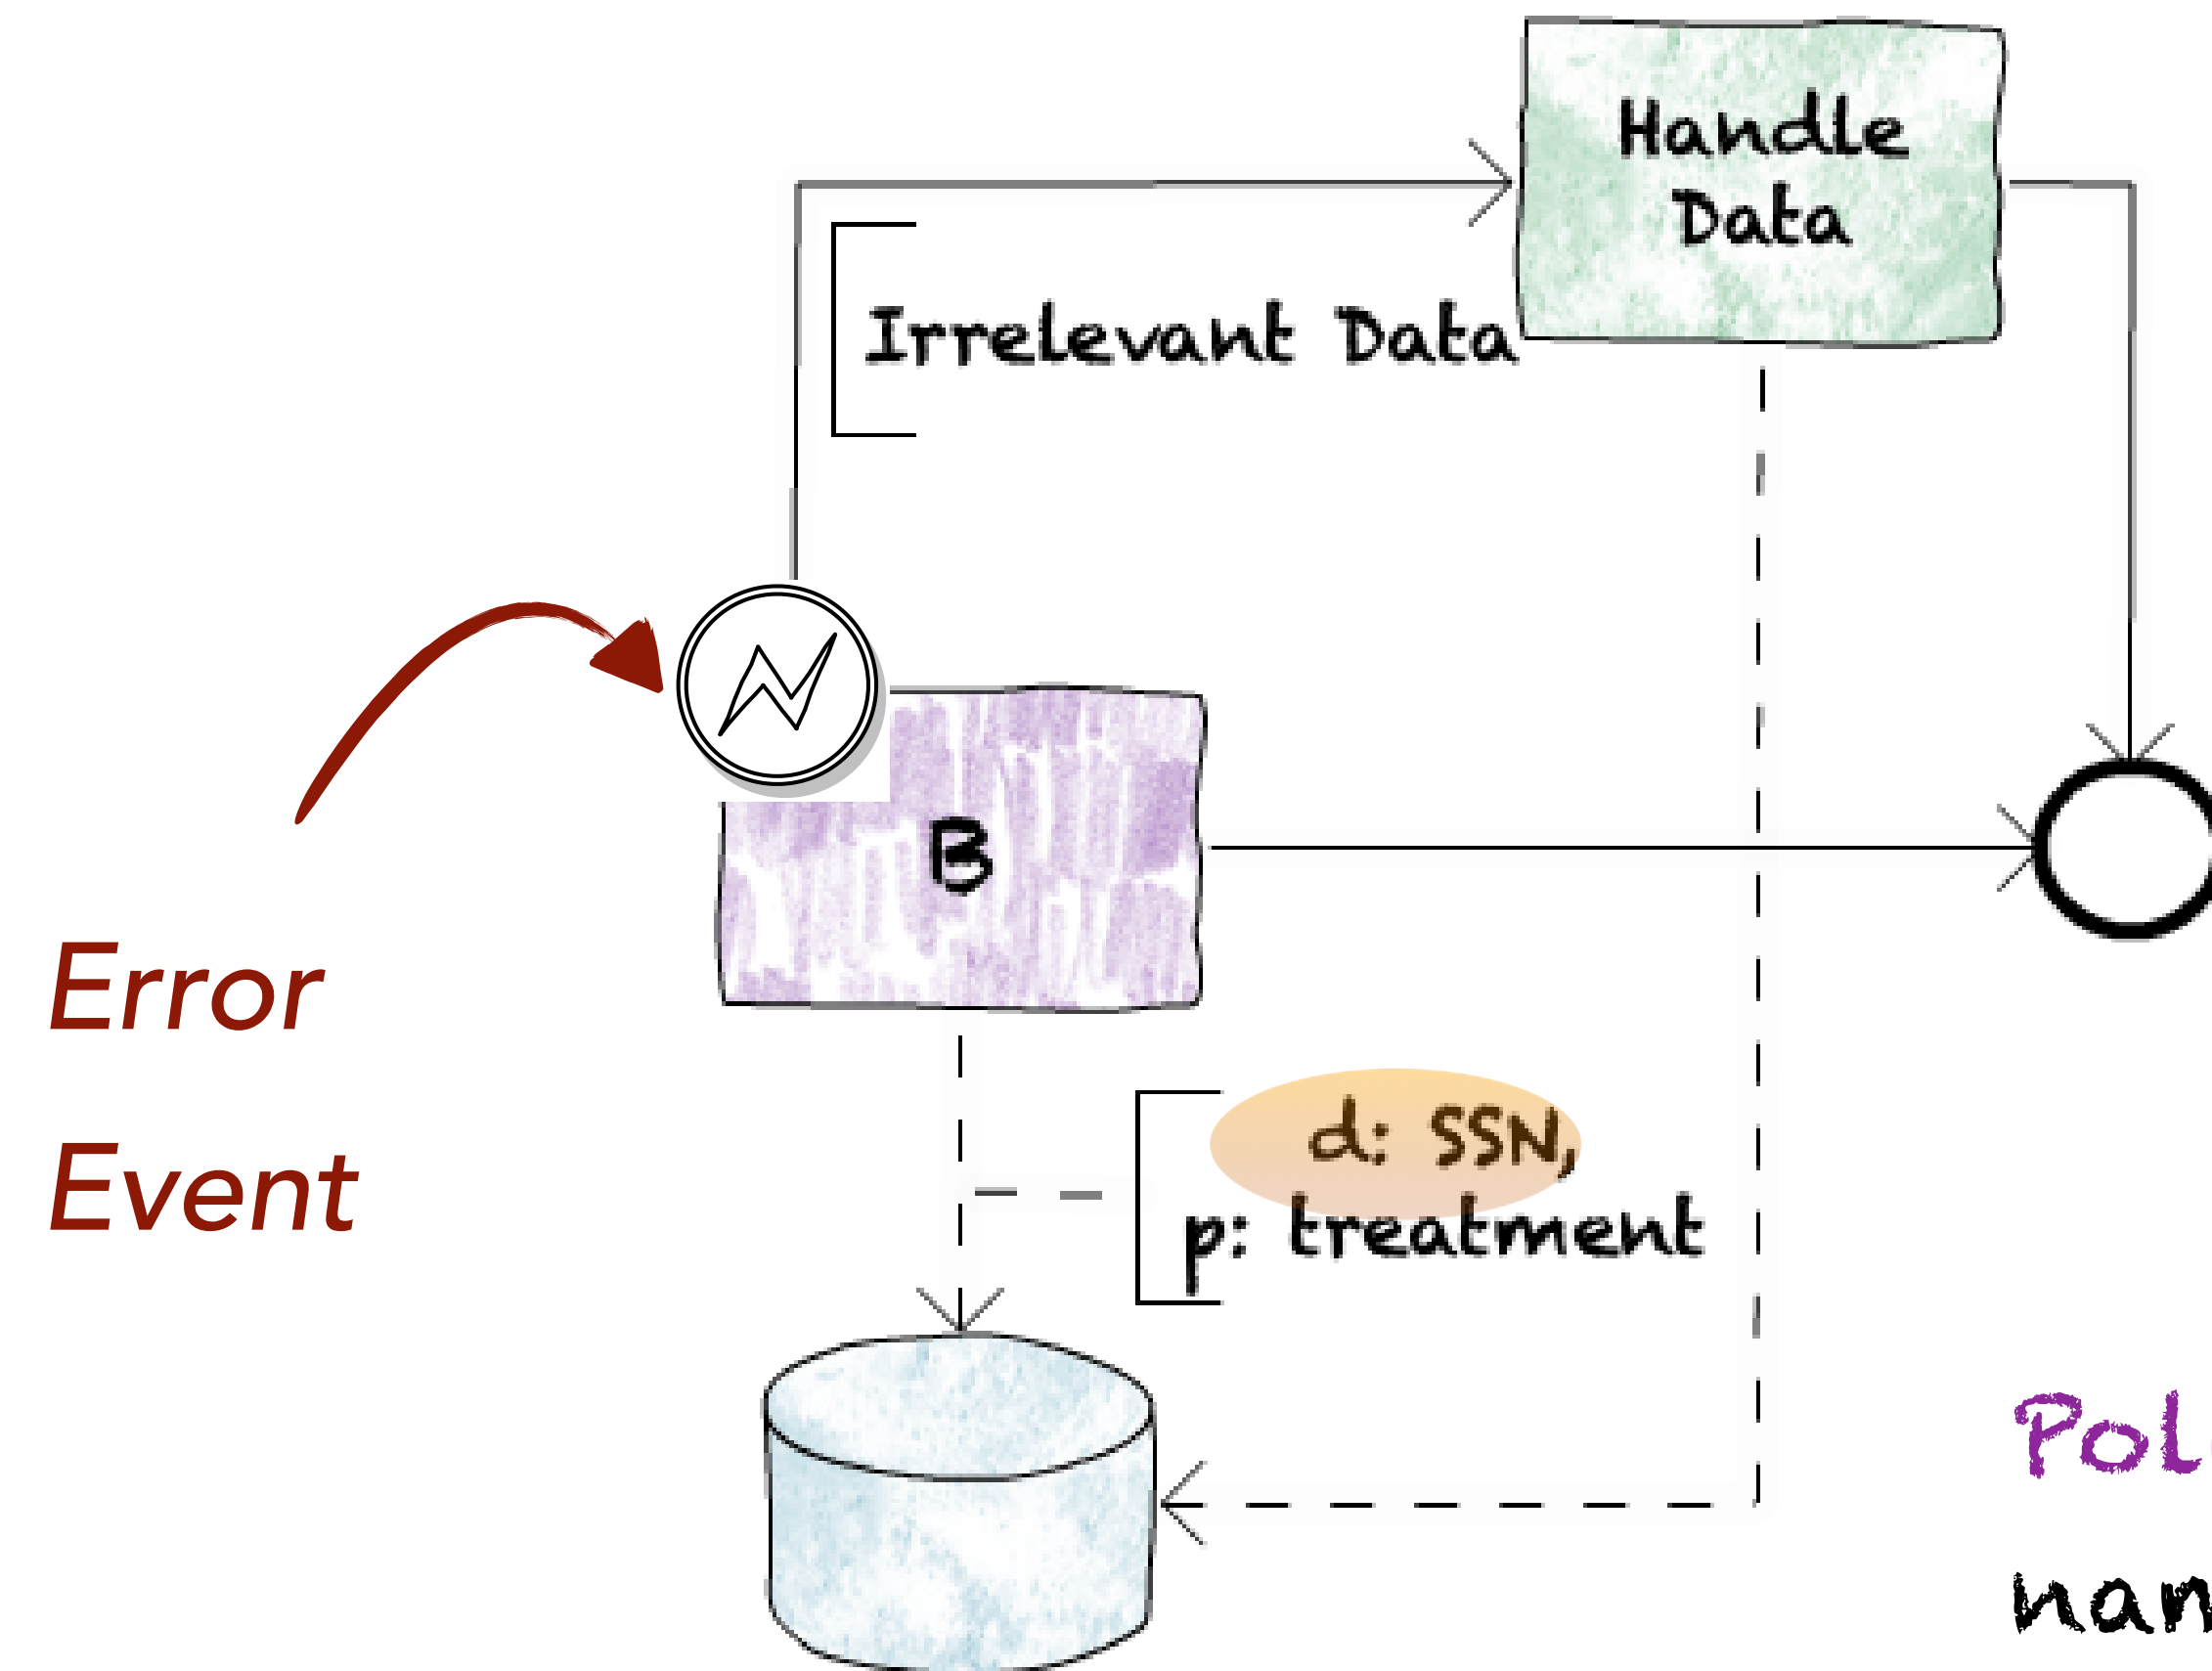 Handle
Data
Irrelevant Data
B
Error
Event
d: SSN,
p: treatment